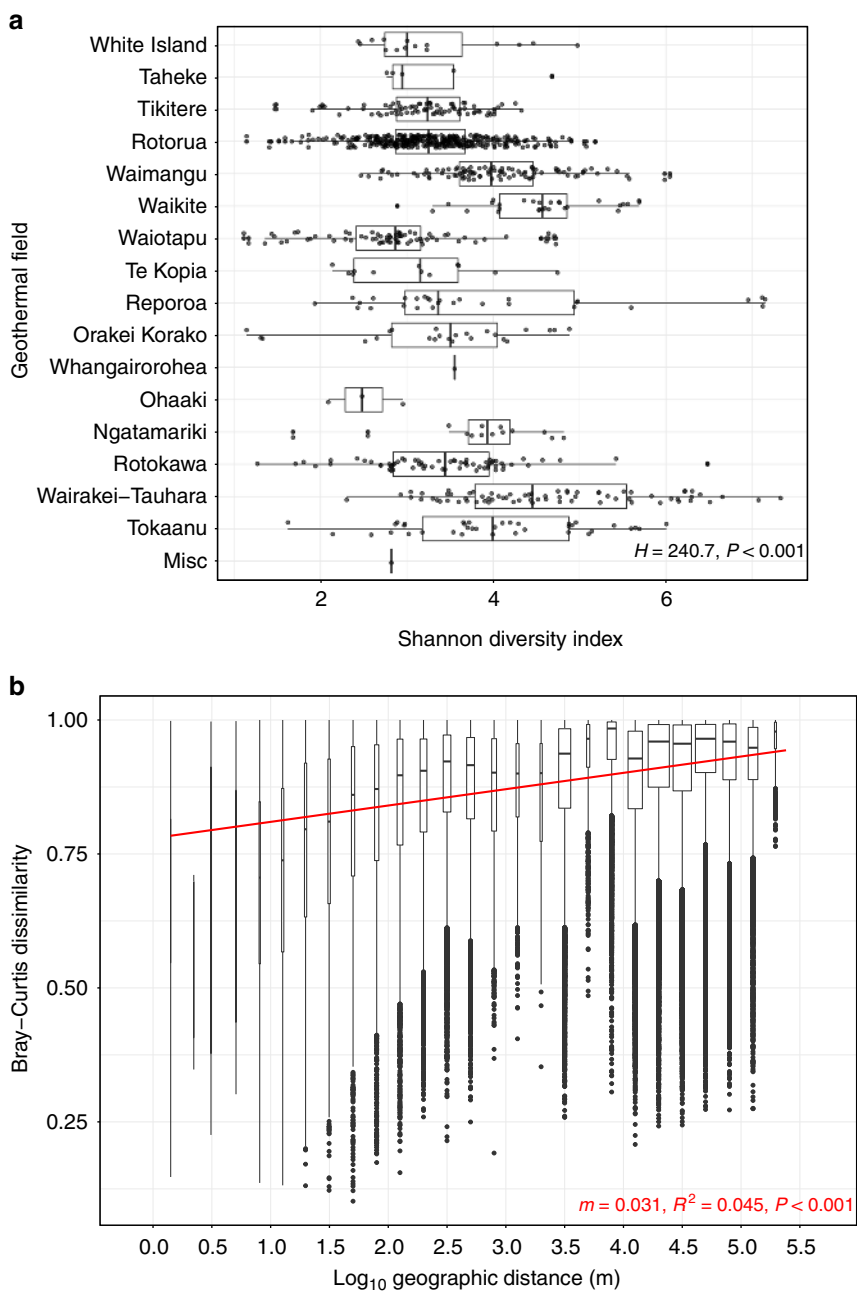 a
Geothermal field
White Island
Taheke
Tikitere
Rotorua
Waimangu
Waikite
Waiotapu
Te Kopia
Reporoa
Orakei Korako
Whangairorohea
Ohaaki
Ngatamariki
Rotokawa
Wairakei–Tauhara
Tokaanu
Misc
H = 240.7, P < 0.001
2 4 6
Shannon diversity index
b
Bray–Curtis dissimilarity
1.00
0.75
0.50
0.25
m = 0.031, R² = 0.045, P < 0.001
0.0 0.5 1.0 1.5 2.0 2.5 3.0 3.5 4.0 4.5 5.0 5.5
Log₁₀ geographic distance (m)